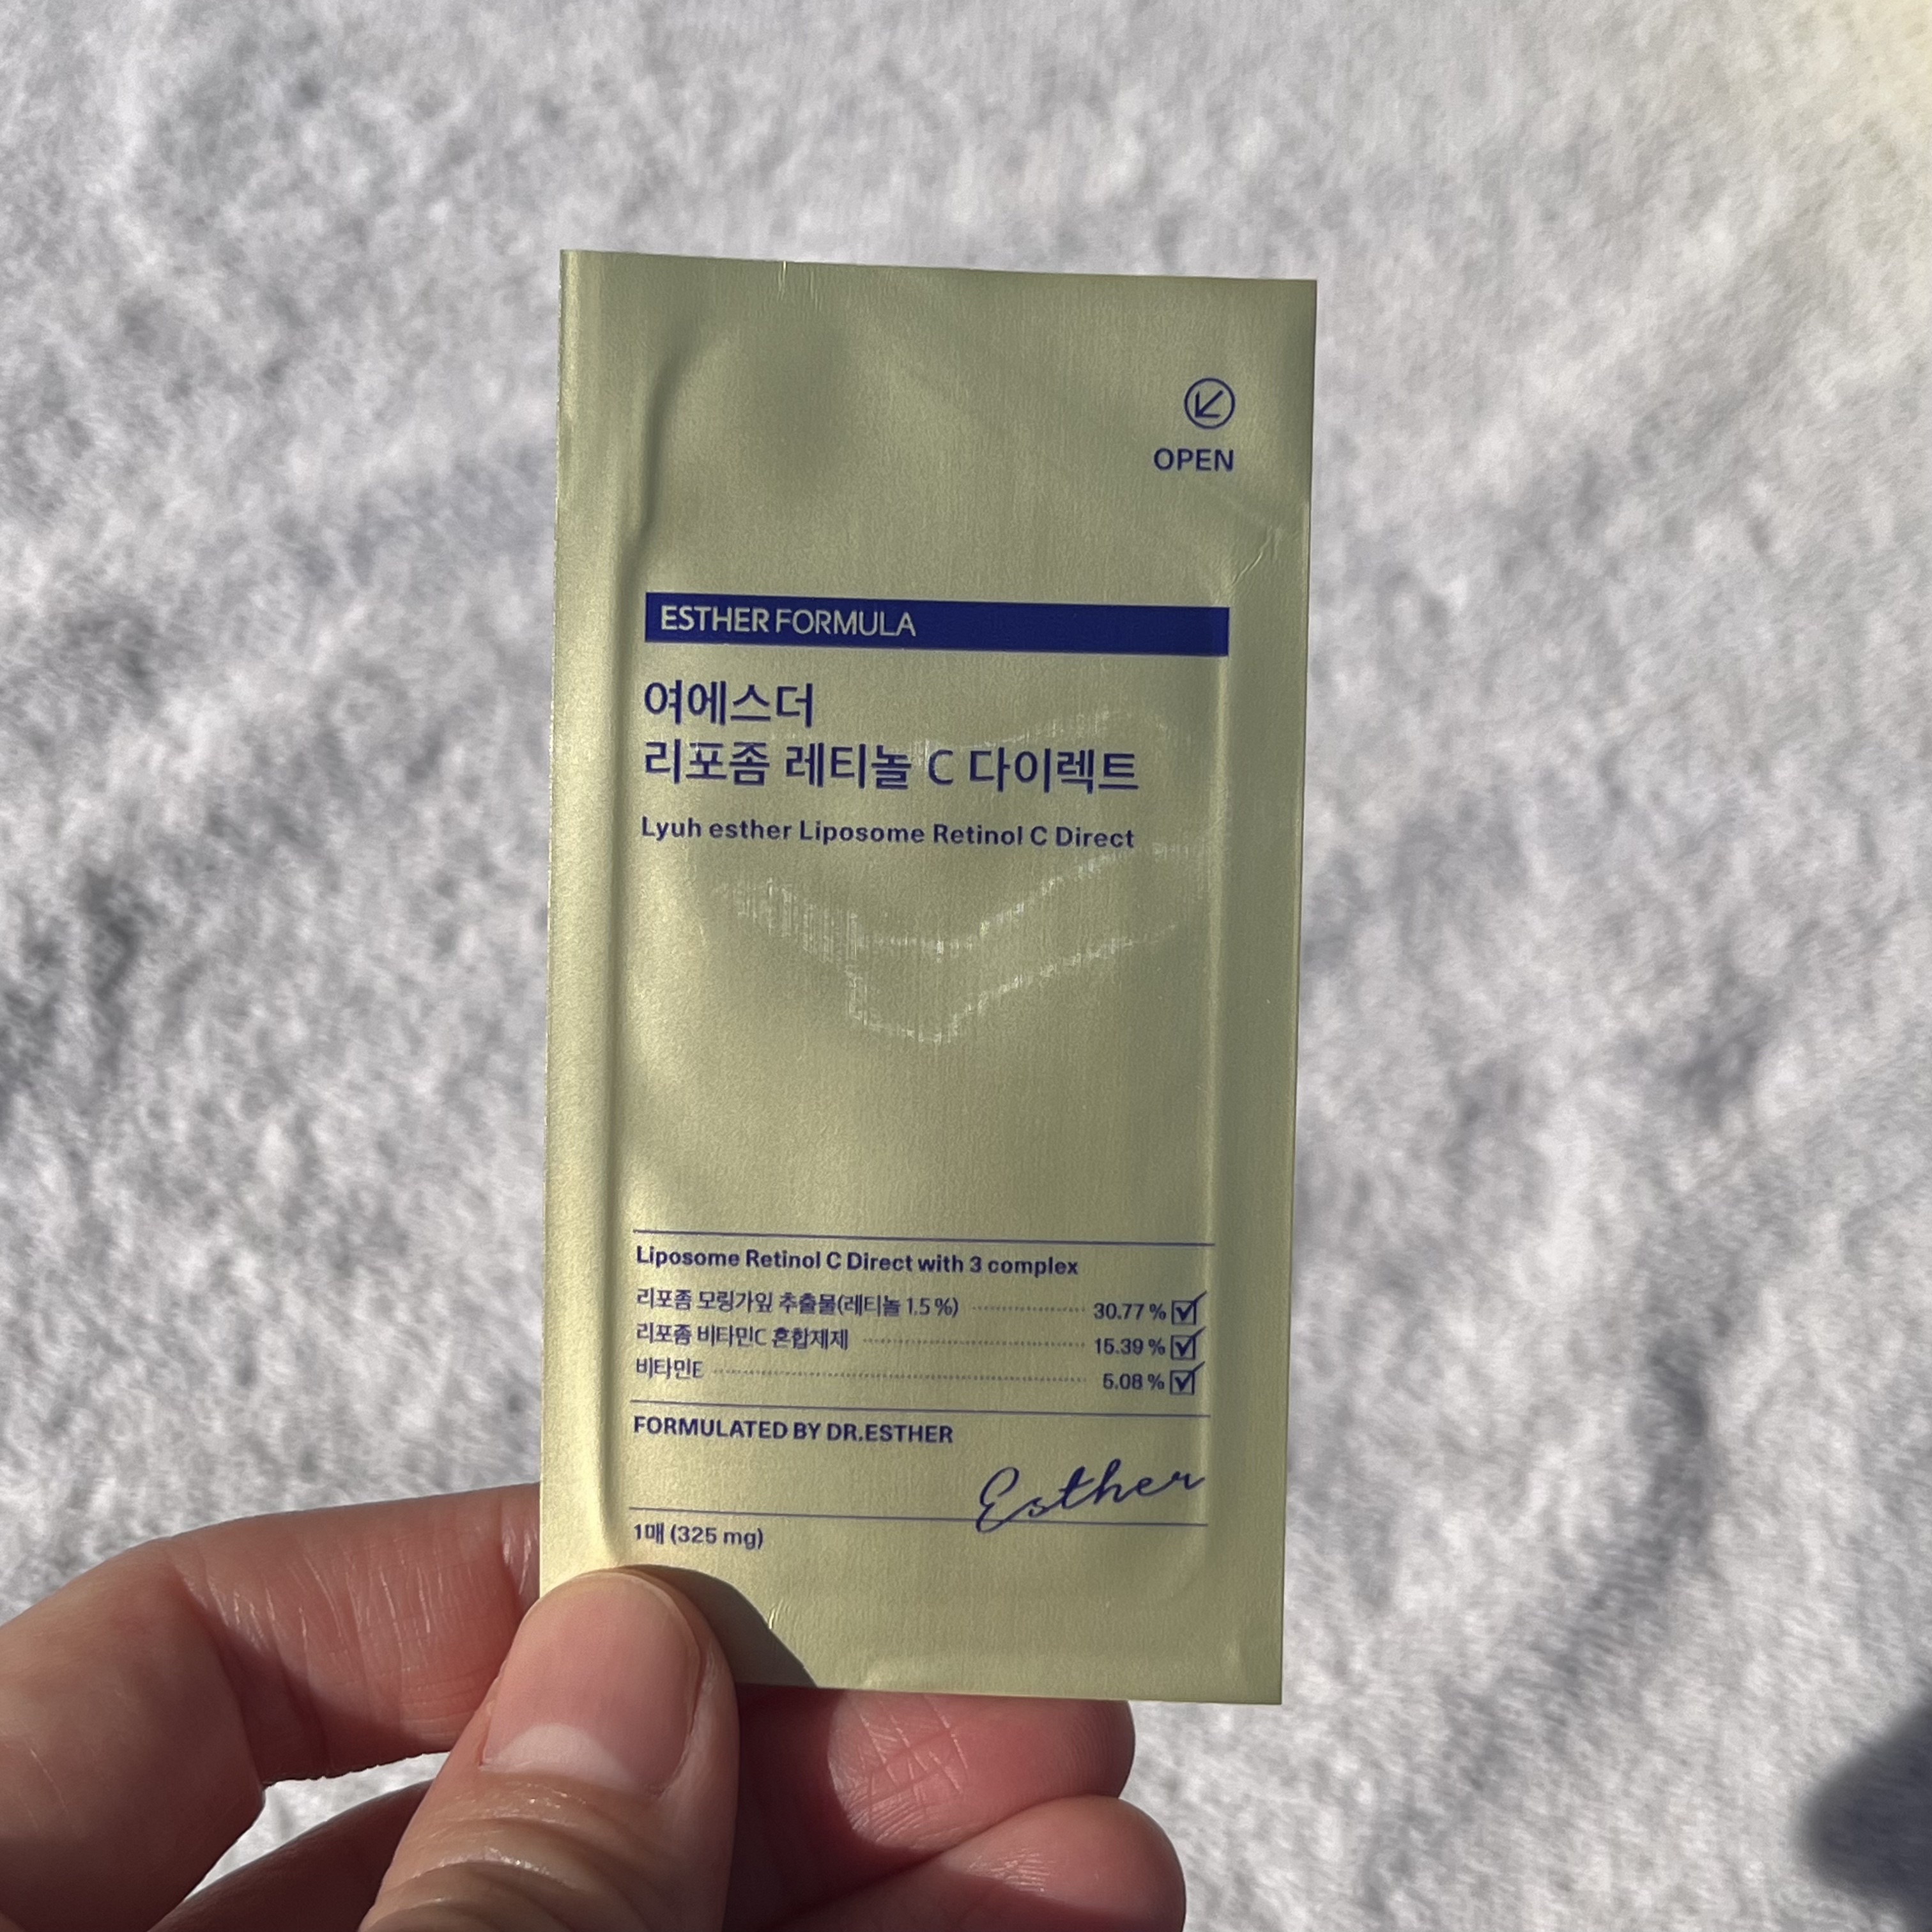 OPEN
ESTHER FORMULA
여에스더
리포좀 레티놀 C 다이렉트
Lyuh esther Liposome Retinol C Direct
Liposome Retinol C Direct with 3 complex
리포좀 모링가잎 추출물(레티놀 1.5 %) 30.77 %
리포좀 비타민C 혼합제제 15.39 %
비타민E 5.08 %
FORMULATED BY DR.ESTHER
Esther
1매 (325 mg)